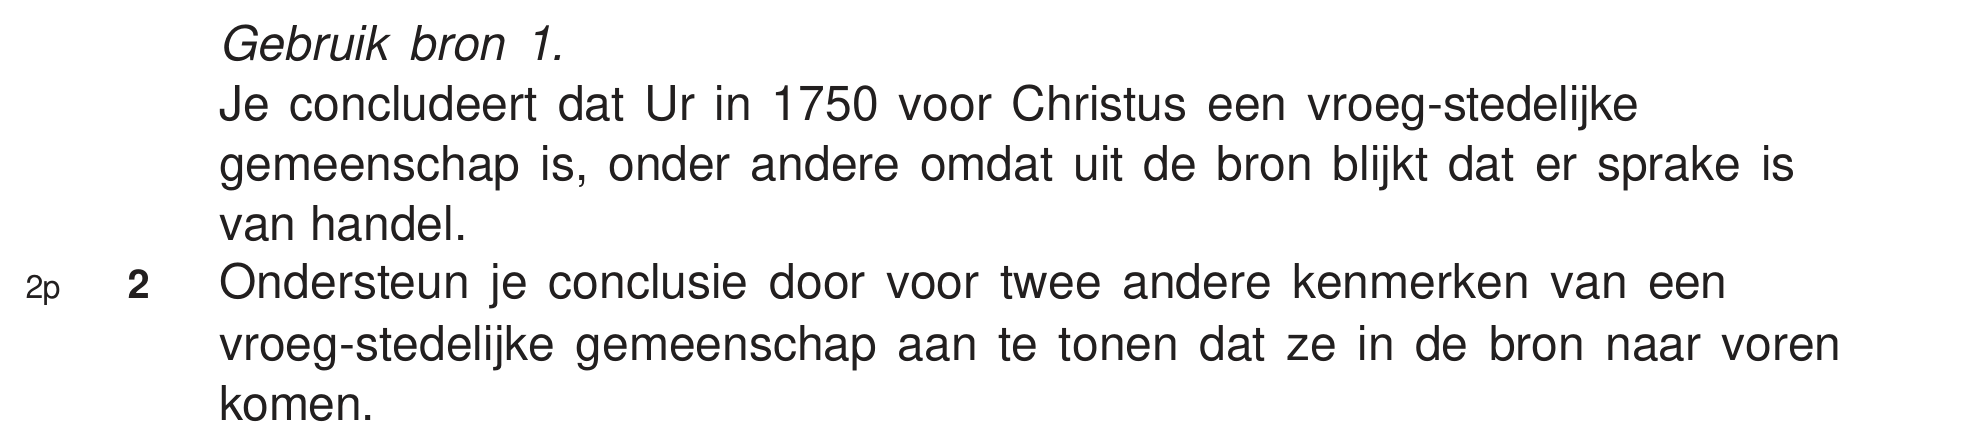 Gebruik bron 1.
Je concludeert dat Ur in 1750 voor Christus een vroeg-stedelijke
gemeenschap is, onder andere omdat uit de bron blijkt dat er sprake is
van handel.
2p 2 Ondersteun je conclusie door voor twee andere kenmerken van een
vroeg-stedelijke gemeenschap aan te tonen dat ze in de bron naar voren
komen.